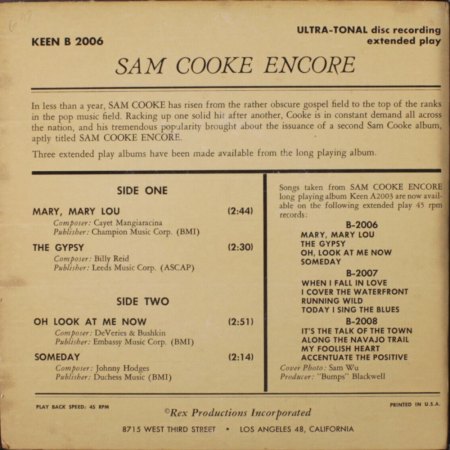 KEEN B 2006
ULTRA-TONAL disc recording
extended play
SAM COOKE ENCORE
In less than a year, SAM COOKE has risen from the rather obscure gospel field to the top of the ranks
in the pop music field. Racking up one solid hit after another, Cooke is in constant demand all across
the nation, and his tremendous popularity brought about the issuance of a second Sam Cooke album,
aptly titled SAM COOKE ENCORE.
Three extended play albums have been made available from the long playing album.
SIDE ONE
MARY, MARY LOU (2:44)
Composer: Cayet Mangiaracina
Publisher: Champion Music Corp. (BMI)
THE GYPSY (2:30)
Composer: Billy Reid
Publisher: Leeds Music Corp. (ASCAP)
SIDE TWO
OH LOOK AT ME NOW (2:51)
Composer: DeVeries & Bushkin
Publisher: Embassy Music Corp. (BMI)
SOMEDAY (2:14)
Composer: Johnny Hodges
Publisher: Duchess Music (BMI)
Songs taken from SAM COOKE ENCORE
long playing album Keen A2003 are now avail-
able on the following extended play 45 rpm
records:
B-2006
MARY, MARY LOU
THE GYPSY
OH, LOOK AT ME NOW
SOMEDAY
B-2007
WHEN I FALL IN LOVE
I COVER THE WATERFRONT
RUNNING WILD
TODAY I SING THE BLUES
B-2008
IT'S THE TALK OF THE TOWN
ALONG THE NAVAJO TRAIL
MY FOOLISH HEART
ACCENTUATE THE POSITIVE
Cover Photo: Sam Wu
Producer: "Bumps" Blackwell
PLAY BACK SPEED: 45 RPM
©Rex Productions Incorporated
PRINTED IN U.S.A.
8715 WEST THIRD STREET • LOS ANGELES 48, CALIFORNIA